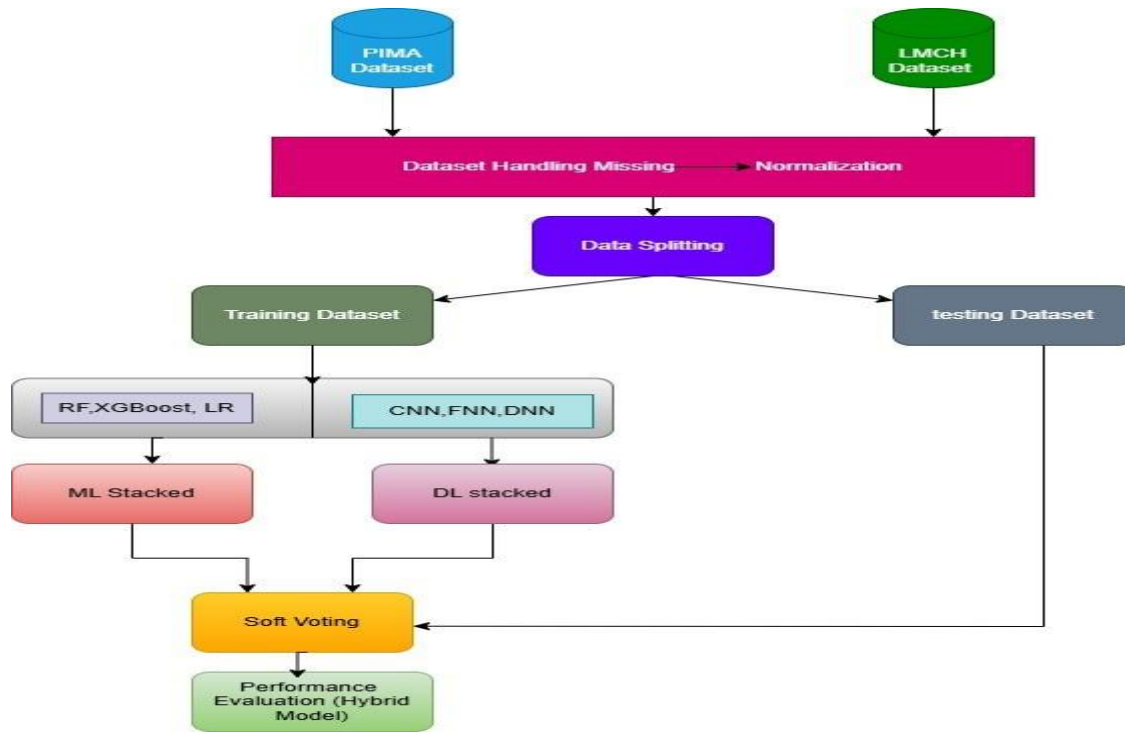 PIMA
Dataset
LMCH
Dataset
Dataset Handling Missing
Normalization
Data Splitting
Training Dataset
testing Dataset
RF,XGBoost, LR
CNN,FNN,DNN
ML Stacked
DL stacked
Soft Voting
Performance
Evaluation (Hybrid
Model)